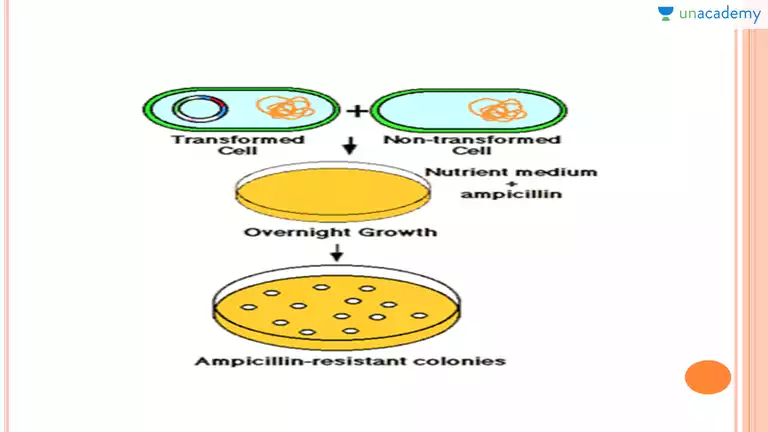 unacademy
Transformed
Cell
Non-transformed
Cell
Nutrient medium
+
ampicillin
Overnight Growth
Ampicillin-resistant colonies